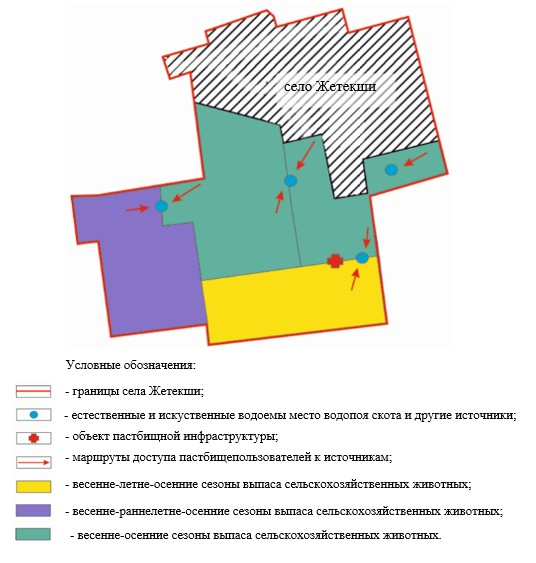 село Жетекши
Условные обозначения:
- границы села Жетекши;
- естественные и искуственные водоемы место водопоя скота и другие источники;
- объект пастбищной инфраструктуры;
- маршруты доступа пастбищепользователей к источникам;
- весенне-летне-осенние сезоны выпаса сельскохозяйственных животных;
- весенне-раннелетне-осенние сезоны выпаса сельскохозяйственных животных;
- весенне-осенние сезоны выпаса сельскохозяйственных животных.